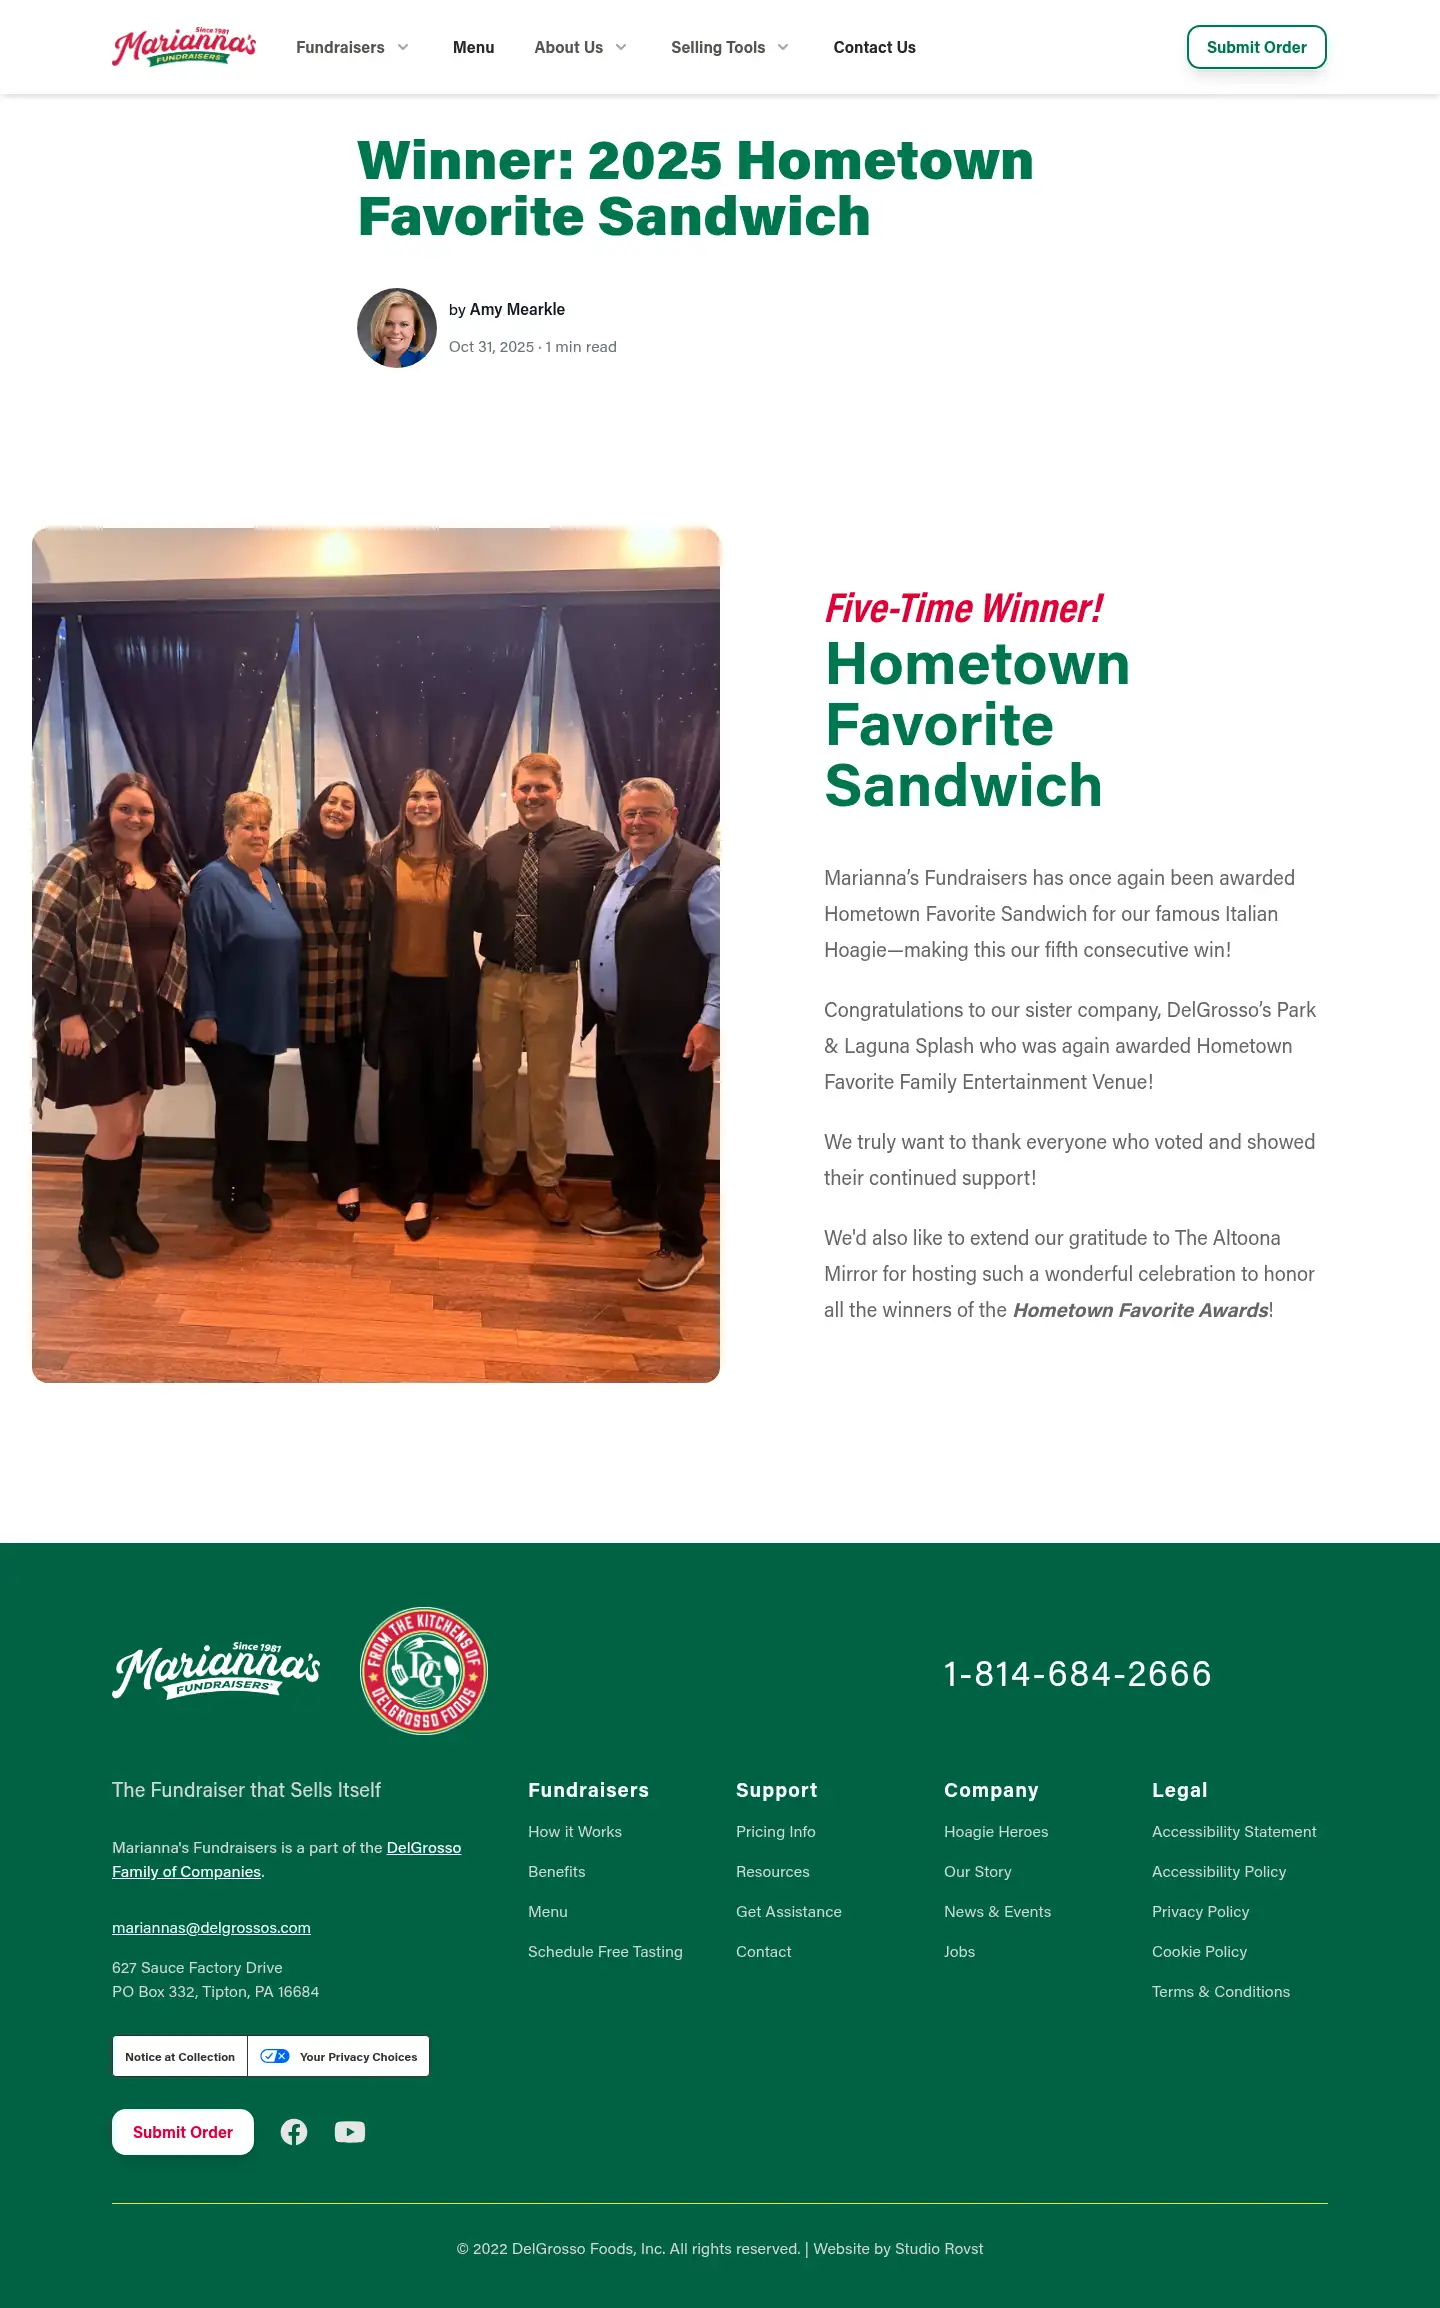 Since 1981
Marianna's
FUNDRAISERS
Fundraisers
Menu
About Us
Selling Tools
Contact Us
Submit Order
Winner: 2025 Hometown
Favorite Sandwich
by Amy Mearkle
Oct 31, 2025 · 1 min read
Five-Time Winner!
Hometown
Favorite
Sandwich
Marianna’s Fundraisers has once again been awarded
Hometown Favorite Sandwich for our famous Italian
Hoagie—making this our fifth consecutive win!
Congratulations to our sister company, DelGrosso’s Park
& Laguna Splash who was again awarded Hometown
Favorite Family Entertainment Venue!
We truly want to thank everyone who voted and showed
their continued support!
We'd also like to extend our gratitude to The Altoona
Mirror for hosting such a wonderful celebration to honor
all the winners of the Hometown Favorite Awards!
Since 1981
Marianna's
FUNDRAISERS
FROM THE KITCHENS OF
DG
DELGROSSO FOODS
1-814-684-2666
The Fundraiser that Sells Itself
Marianna's Fundraisers is a part of the DelGrosso
Family of Companies.
mariannas@delgrossos.com
627 Sauce Factory Drive
PO Box 332, Tipton, PA 16684
Notice at Collection
Your Privacy Choices
Submit Order
Fundraisers
How it Works
Benefits
Menu
Schedule Free Tasting
Support
Pricing Info
Resources
Get Assistance
Contact
Company
Hoagie Heroes
Our Story
News & Events
Jobs
Legal
Accessibility Statement
Accessibility Policy
Privacy Policy
Cookie Policy
Terms & Conditions
© 2022 DelGrosso Foods, Inc. All rights reserved. | Website by Studio Rovst